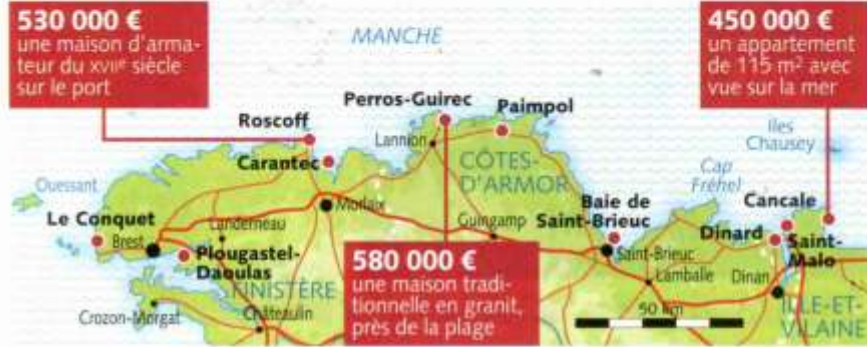 530 000 €
une maison d'arma-
teur du XVIIe siècle
sur le port
MANCHE
450 000 €
un appartement
de 115 m² avec
vue sur la mer
Perros-Guirec
Paimpol
Roscoff
Lannion
Iles
Chausey
Carantec
CÔTES-
D'ARMOR
Cap
Fréhel
Ouessant
Baie de
Saint-Brieuc
Cancale
Le Conquet
Landerneau
Morlaix
Guingamp
Dinard
Saint-
Malo
Brest
Plougastel-
Daoulas
580 000 €
une maison tradi-
tionnelle en granit,
près de la plage
Saint-Brieuc
Lamballe
Dinan
FINISTÈRE
50 km
ILLE-ET-
VILAINE
Crozon-Morgat
Châteaulin